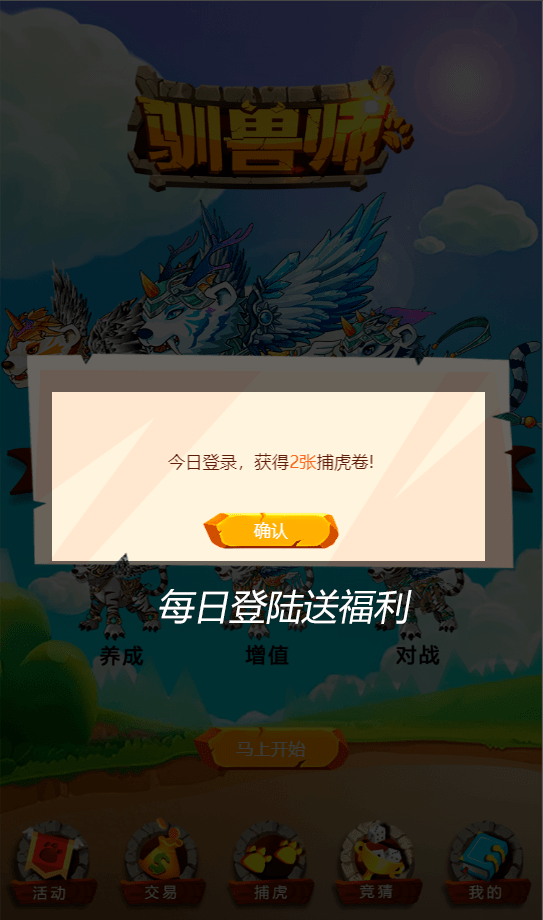 驯兽师
今日登录，获得2张捕虎卷!
确认
每日登陆送福利
养成 增值 对战
马上开始
活动 交易 捕虎 竞猜 我的